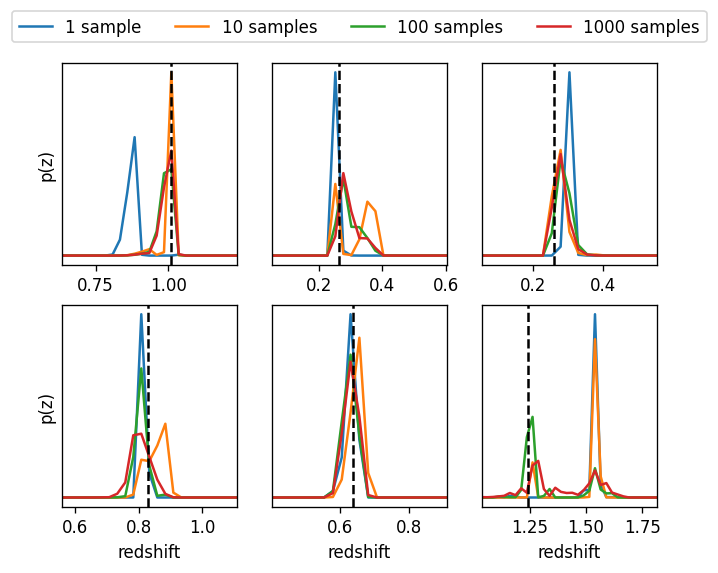 1 sample 10 samples 100 samples 1000 samples
p(z)
0.75 1.00 0.2 0.4 0.6 0.2 0.4
p(z)
0.6 0.8 1.0 0.6 0.8 1.25 1.50 1.75
redshift redshift redshift